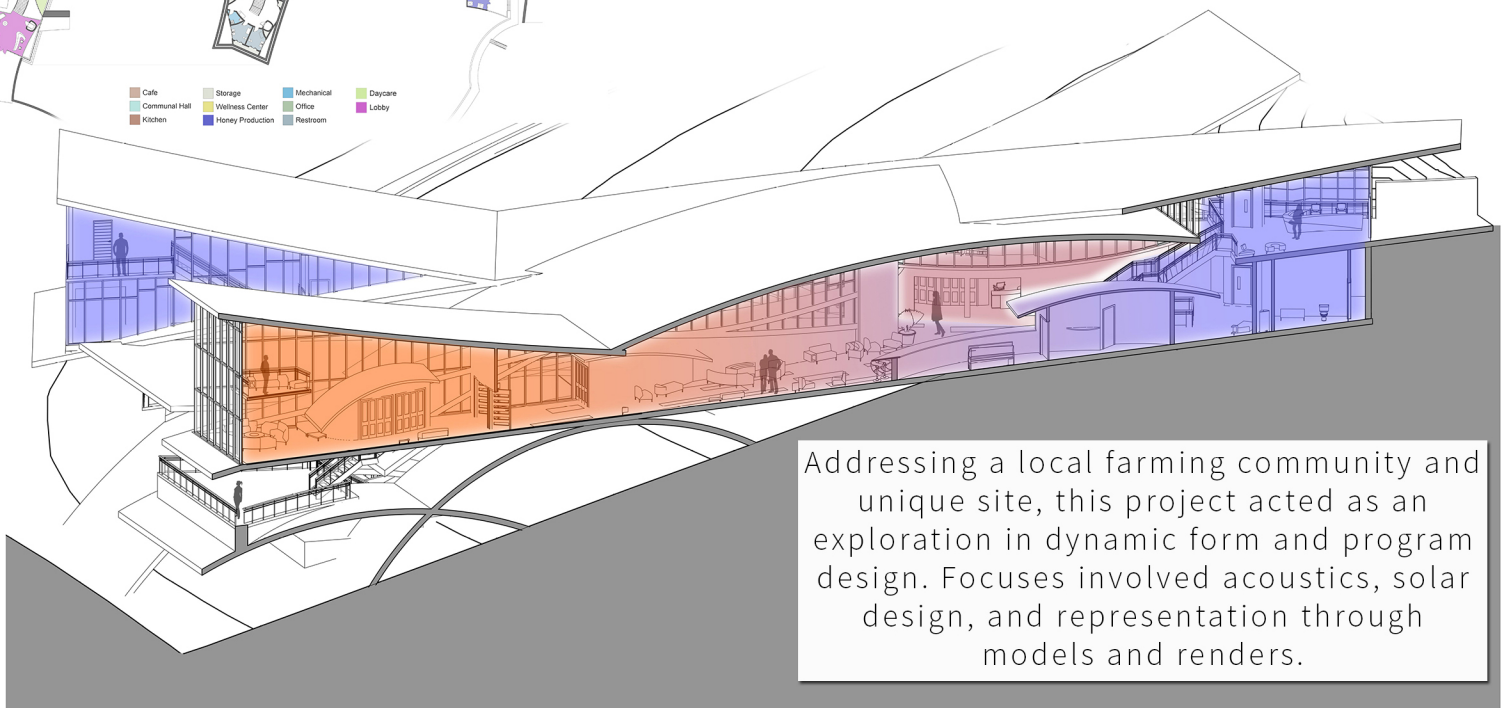 Cafe
Storage
Mechanical
Daycare
Communal Hall
Wellness Center
Office
Lobby
Kitchen
Honey Production
Restroom
Addressing a local farming community and
unique site, this project acted as an
exploration in dynamic form and program
design. Focuses involved acoustics, solar
design, and representation through
models and renders.